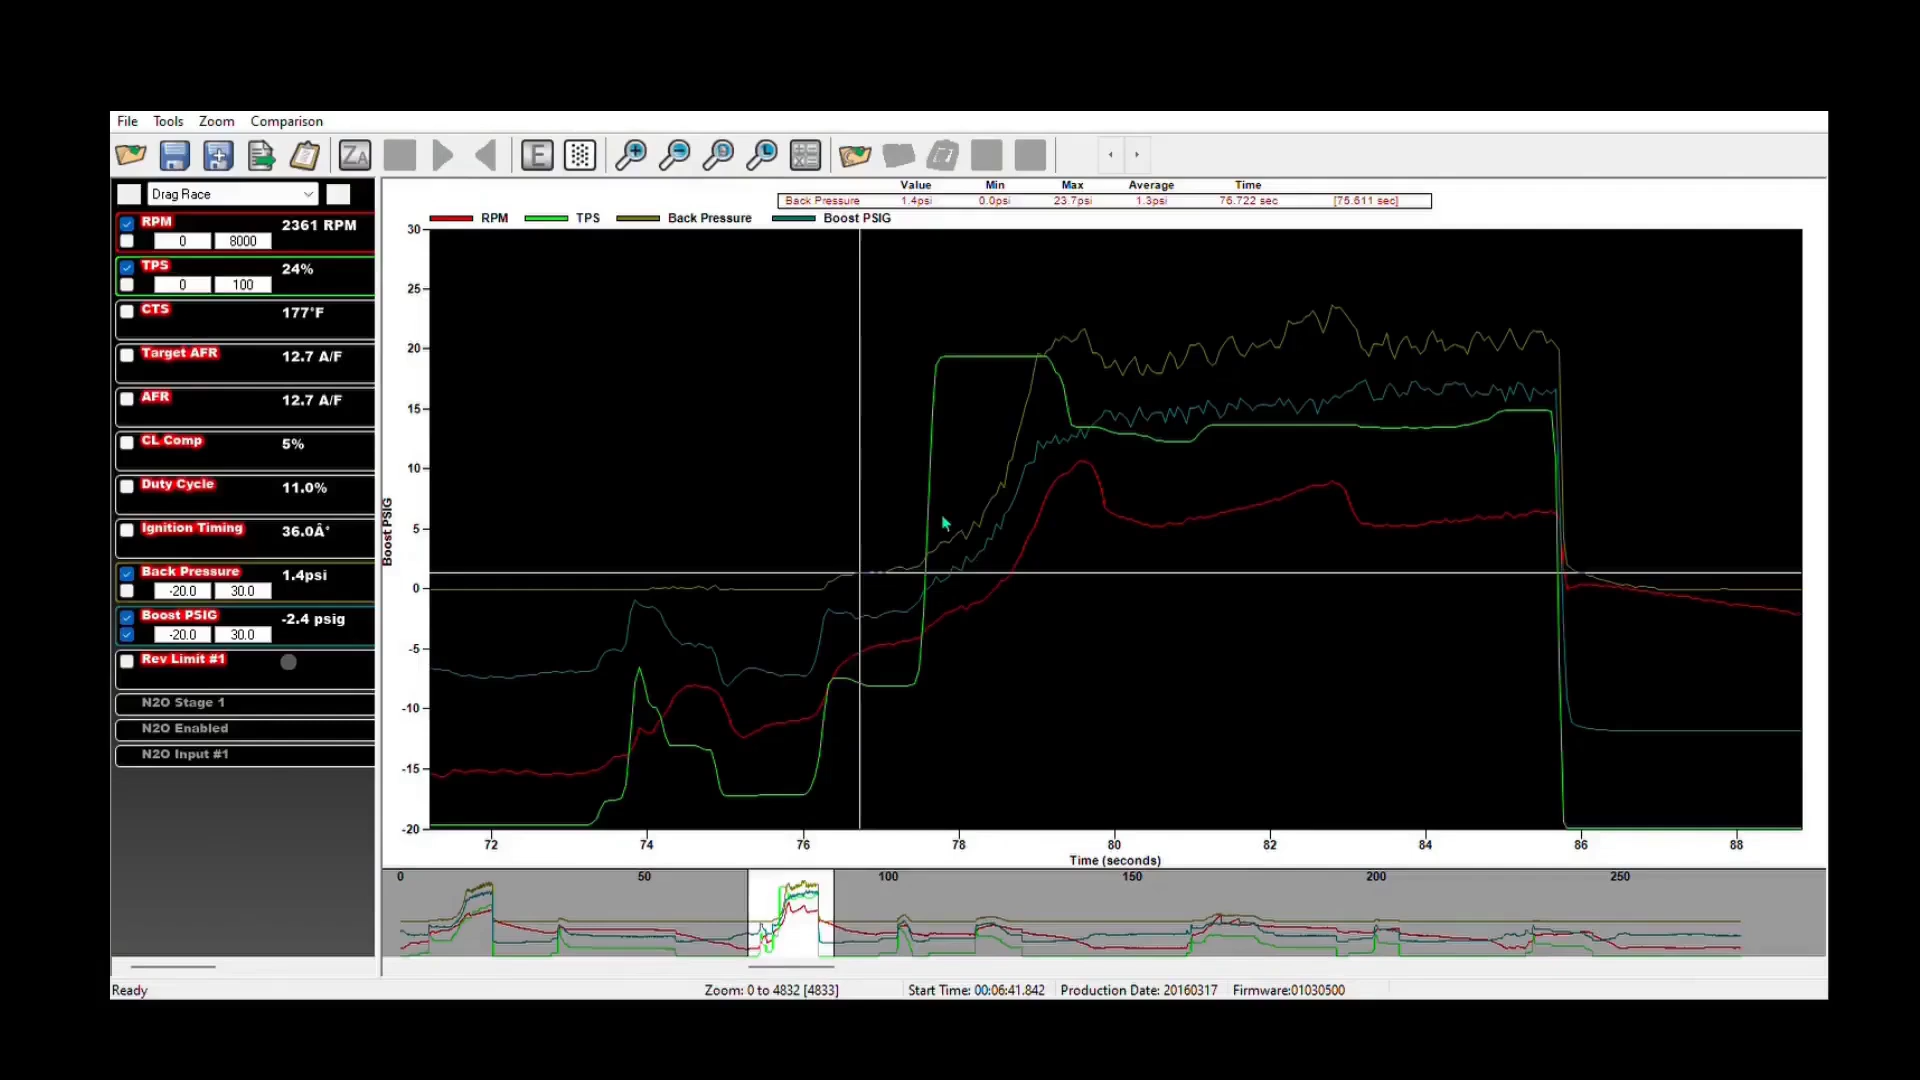 File Tools Zoom Comparison
ZA E
Drag Race
RPM 2361 RPM
0 8000
TPS 24%
0 100
CTS 177°F
Target AFR 12.7 A/F
AFR 12.7 A/F
CL Comp 5%
Duty Cycle 11.0%
Ignition Timing 36.0Â°
Back Pressure 1.4psi
-20.0 30.0
Boost PSIG -2.4 psig
-20.0 30.0
Rev Limit #1
N2O Stage 1
N2O Enabled
N2O Input #1
Value Min Max Average Time
Back Pressure 1.4psi 0.0psi 23.7psi 1.3psi 76.722 sec [75.611 sec]
RPM TPS Back Pressure Boost PSIG
30
25
20
15
10
5
0
-5
-10
-15
-20
Boost PSIG
72 74 76 78 80 82 84 86 88
Time (seconds)
0 50 100 150 200 250
Ready Zoom: 0 to 4832 [4833] Start Time: 00:06:41.842 Production Date: 20160317 Firmware:01030500